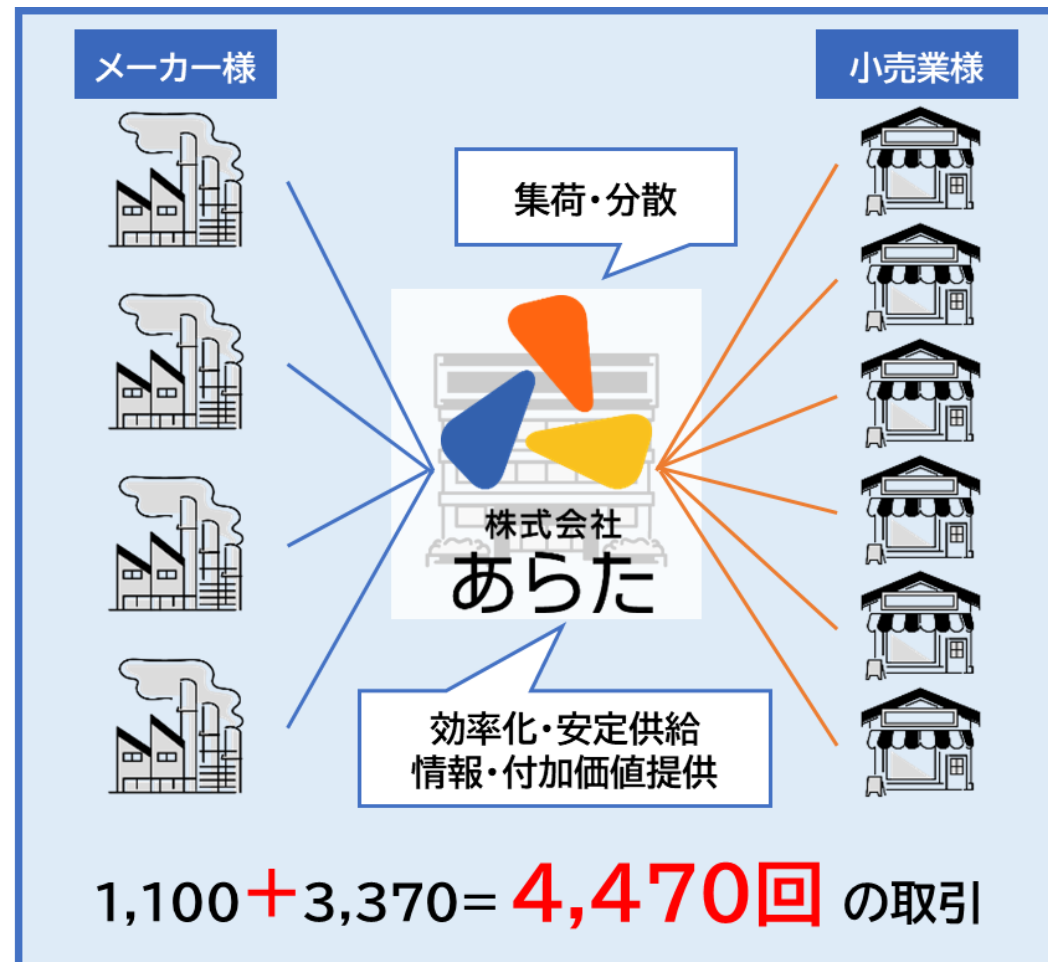 メーカー様
小売業様
集荷・分散
株式会社
あらた
効率化・安定供給
情報・付加価値提供
1,100+3,370=4,470回 の取引